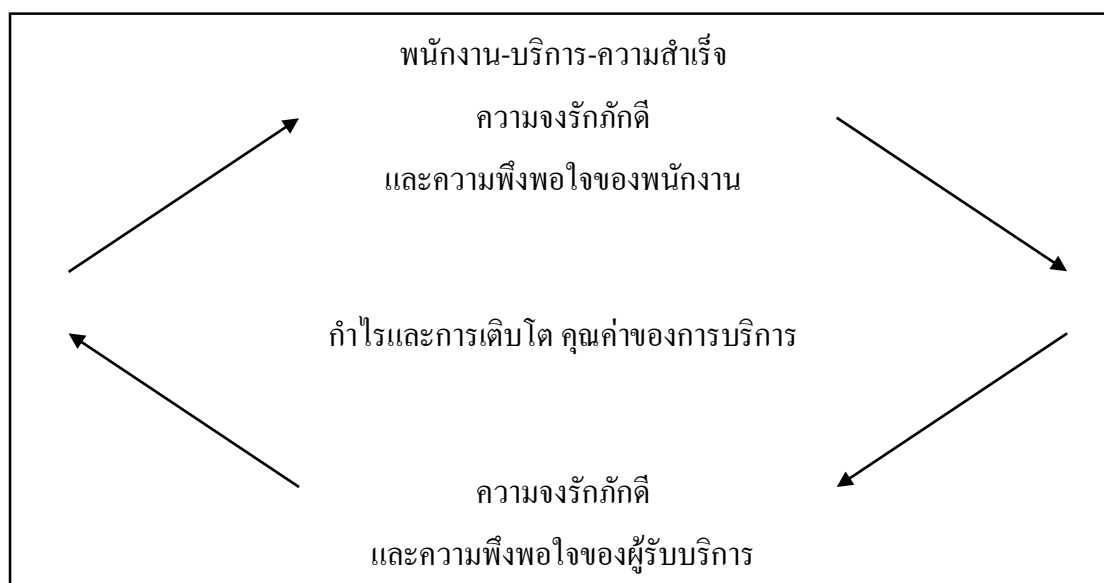 พนักงาน-บริการ-ความสำเร็จ
ความจงรักภักดี
และความพึงพอใจของพนักงาน
กำไรและการเติบโต คุณค่าของการบริการ
ความจงรักภักดี
และความพึงพอใจของผู้รับบริการ